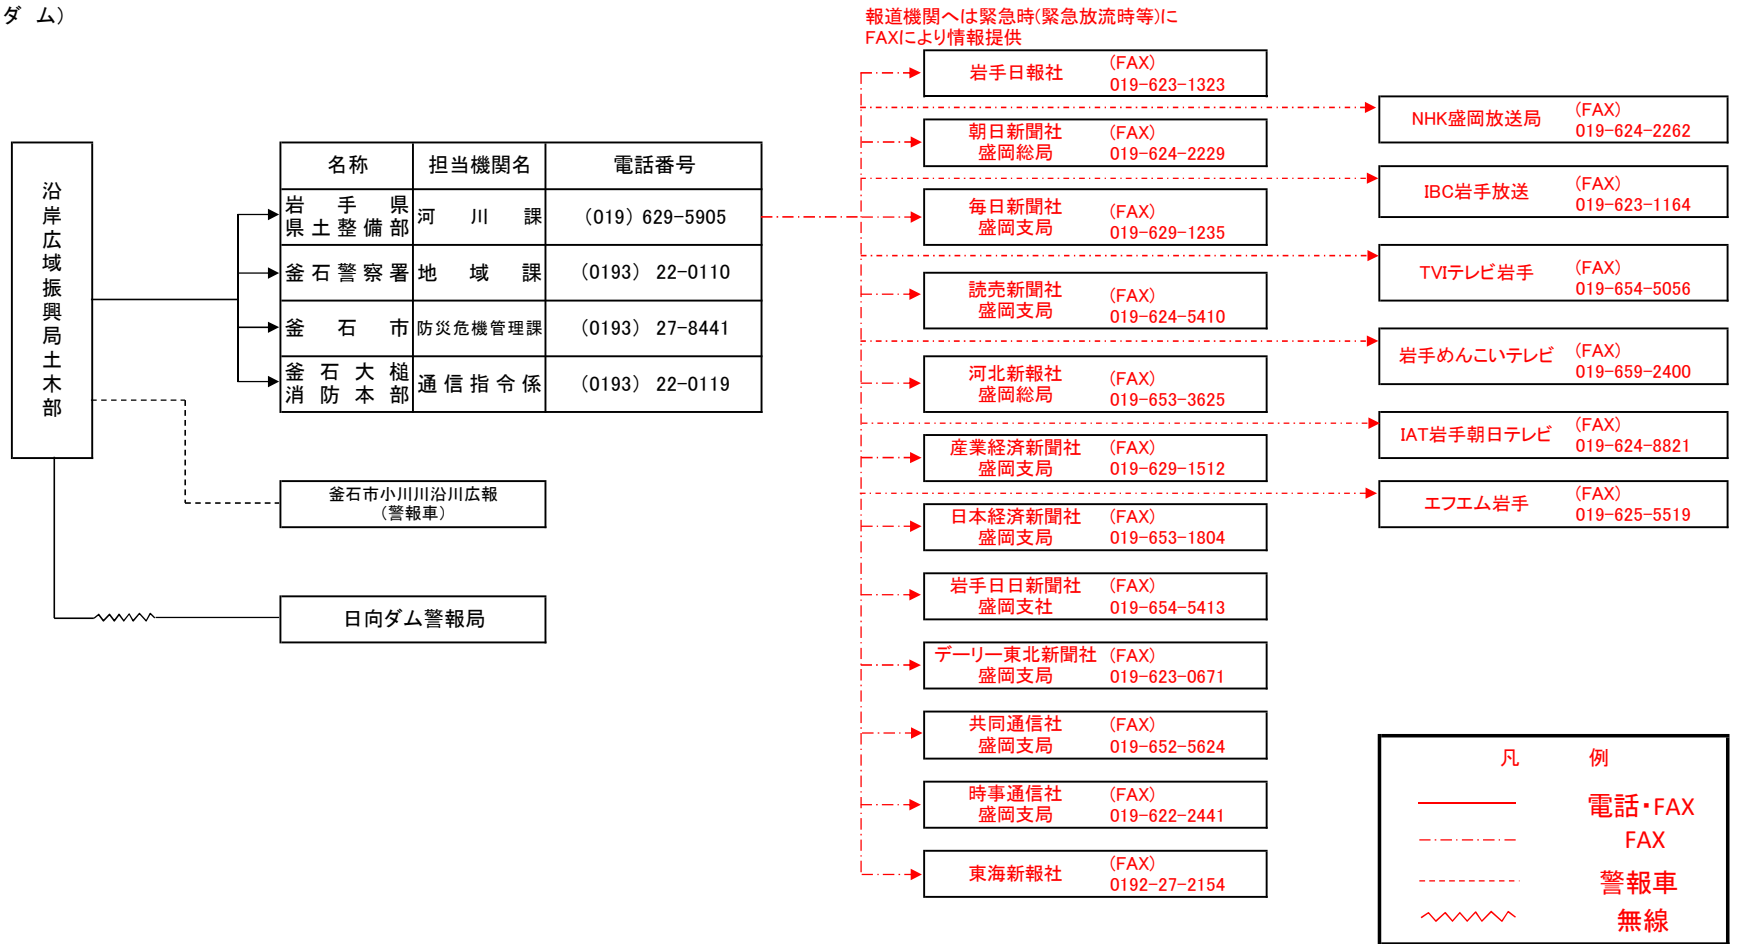 ダ ム）
報道機関へは緊急時(緊急放流時等)に
FAXにより情報提供
沿岸広域振興局土木部
名称 担当機関名 電話番号
岩手県
県土整備部 河川課 （019）629-5905
釜石警察署 地域課 （0193） 22-0110
釜石市 防災危機管理課 （0193） 27-8441
釜石大槌
消防本部 通信指令係 （0193） 22-0119
釜石市小川川沿川広報
（警報車）
日向ダム警報局
岩手日報社 （FAX）
019-623-1323
朝日新聞社 （FAX）
盛岡総局 019-624-2229
毎日新聞社 （FAX）
盛岡支局 019-629-1235
読売新聞社 （FAX）
盛岡支局 019-624-5410
河北新報社 （FAX）
盛岡総局 019-653-3625
産業経済新聞社 （FAX）
盛岡支局 019-629-1512
日本経済新聞社 （FAX）
盛岡支局 019-653-1804
岩手日日新聞社 （FAX）
盛岡支社 019-654-5413
デーリー東北新聞社 （FAX）
盛岡支局 019-623-0671
共同通信社 （FAX）
盛岡支局 019-652-5624
時事通信社 （FAX）
盛岡支局 019-622-2441
東海新報社 （FAX）
0192-27-2154
NHK盛岡放送局 （FAX）
019-624-2262
IBC岩手放送 （FAX）
019-623-1164
TVIテレビ岩手 （FAX）
019-654-5056
岩手めんこいテレビ （FAX）
019-659-2400
IAT岩手朝日テレビ （FAX）
019-624-8821
エフエム岩手 （FAX）
019-625-5519
凡 例
電話・FAX
FAX
警報車
無線